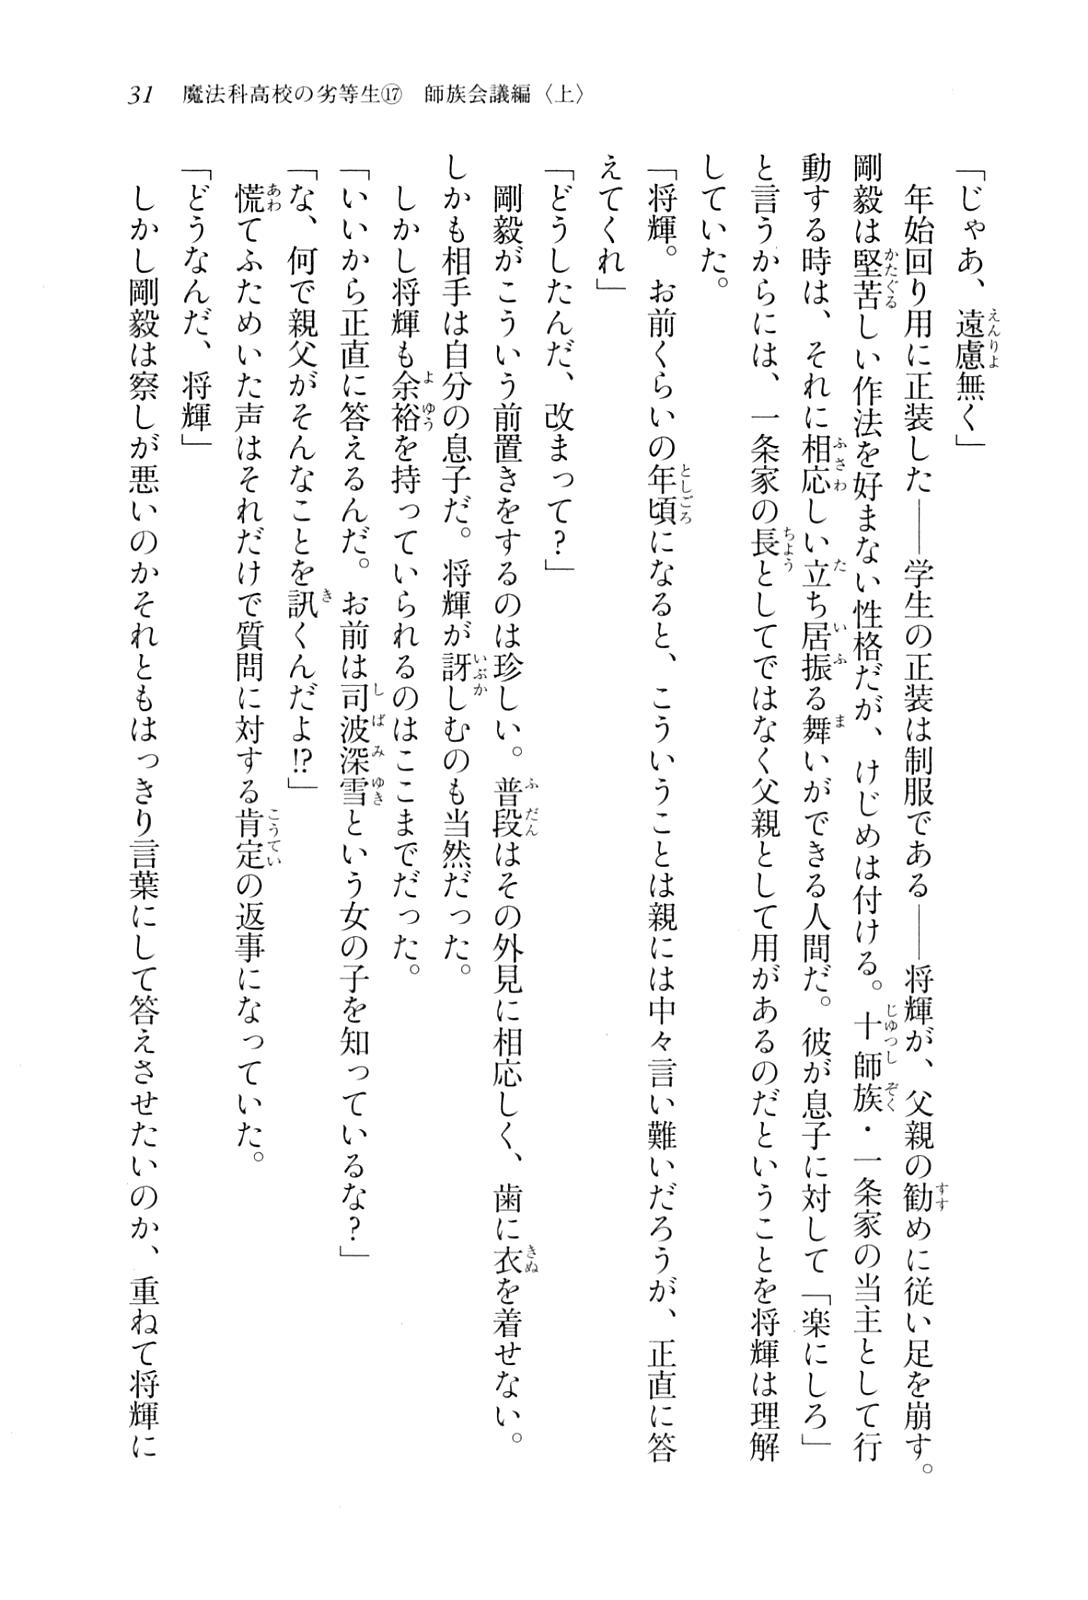 31 魔法科高校の劣等生⑰ 師族会議編〈上〉
「じゃあ、遠慮無く」
年始回り用に正装した――学生の正装は制服である――将輝が、父親の勧めに従い足を崩す。
剛毅は堅苦しい作法を好まない性格だが、けじめは付ける。十師族・一条家の当主として行
動する時は、それに相応しい立ち居振る舞いができる人間だ。彼が息子に対して「楽にしろ」
と言うからには、一条家の長としてではなく父親として用があるのだということを将輝は理解
していた。
「将輝。お前くらいの年頃になると、こういうことは親には中々言い難いだろうが、正直に答
えてくれ」
「どうしたんだ、改まって?」
剛毅がこういう前置きをするのは珍しい。普段はその外見に相応しく、歯に衣を着せない。
しかも相手は自分の息子だ。将輝が訝しむのも当然だった。
しかし将輝も余裕を持っていられるのはここまでだった。
「いいから正直に答えるんだ。お前は司波深雪という女の子を知っているな?」
「な、何で親父がそんなことを訊くんだよ!?」
慌てふためいた声はそれだけで質問に対する肯定の返事になっていた。
「どうなんだ、将輝」
しかし剛毅は察しが悪いのかそれともはっきり言葉にして答えさせたいのか、重ねて将輝に